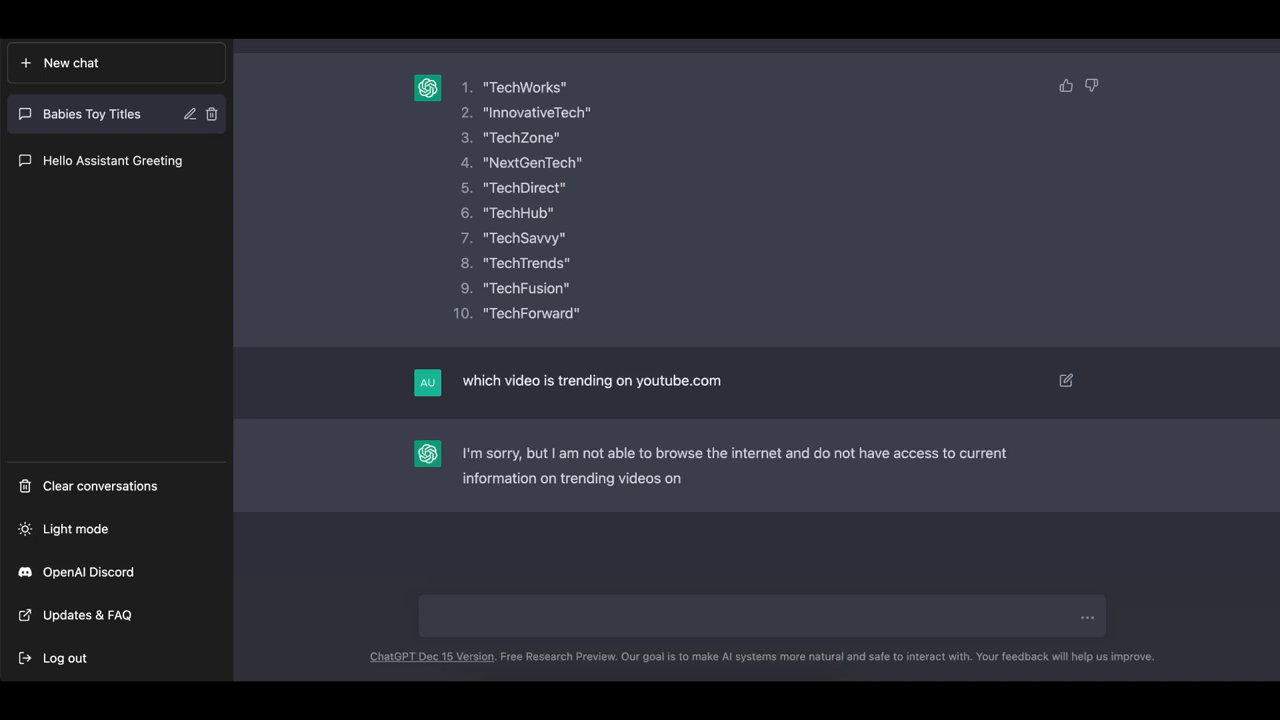 New chat
Babies Toy Titles
Hello Assistant Greeting
Clear conversations
Light mode
OpenAI Discord
Updates & FAQ
Log out
1. "TechWorks"
2. "InnovativeTech"
3. "TechZone"
4. "NextGenTech"
5. "TechDirect"
6. "TechHub"
7. "TechSavvy"
8. "TechTrends"
9. "TechFusion"
10. "TechForward"
AU
which video is trending on youtube.com
I'm sorry, but I am not able to browse the internet and do not have access to current
information on trending videos on
ChatGPT Dec 15 Version. Free Research Preview. Our goal is to make AI systems more natural and safe to interact with. Your feedback will help us improve.